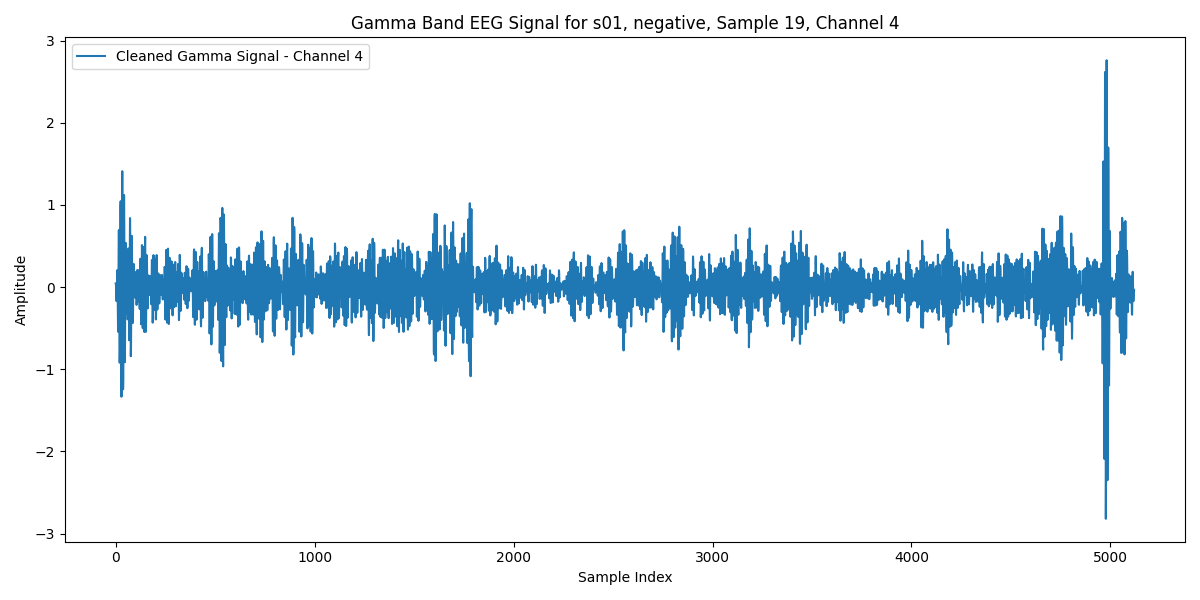 Gamma Band EEG Signal for s01, negative, Sample 19, Channel 4
Cleaned Gamma Signal - Channel 4
3
2
1
0
−1
−2
−3
Amplitude
0 1000 2000 3000 4000 5000
Sample Index